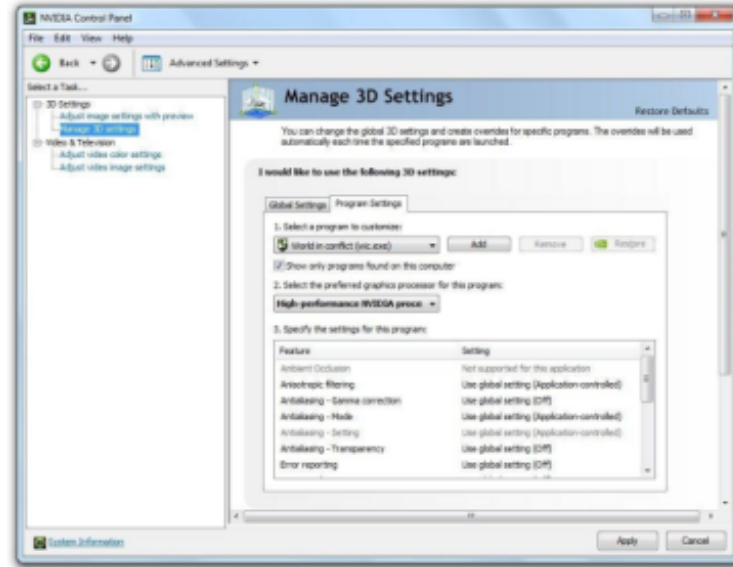 NVIDIA Control Panel
File Edit View Help
Back Advanced Settings
Select a Task...
3D Settings
Adjust image settings with preview
Manage 3D settings
Video & Television
Adjust video color settings
Adjust video image settings
Manage 3D Settings
Restore Defaults
You can change the global 3D settings and create overrides for specific programs. The overrides will be used
automatically each time the specified programs are launched.
I would like to use the following 3D settings:
Global Settings Program Settings
1. Select a program to customize:
World in conflict (wic.exe) Add Remove Restore
Show only programs found on this computer
2. Select the preferred graphics processor for this program:
High-performance NVIDIA proce
3. Specify the settings for this program:
Feature Setting
Ambient Occlusion Not supported for this application
Anisotropic filtering Use global setting (Application-controlled)
Antialiasing - Gamma correction Use global setting (Off)
Antialiasing - Mode Use global setting (Application-controlled)
Antialiasing - Setting Use global setting (Application-controlled)
Antialiasing - Transparency Use global setting (Off)
Error reporting Use global setting (Off)
System Information Apply Cancel